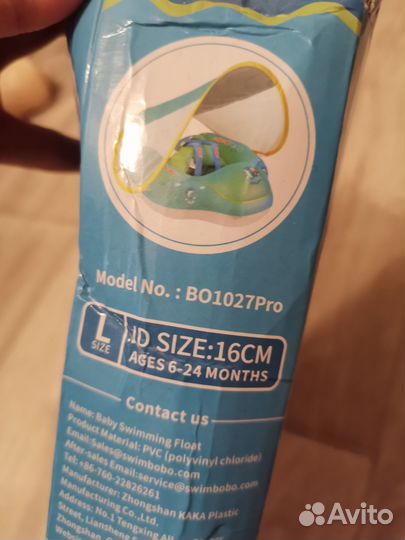 Model No. : BO1027Pro
L
SIZE
.ID SIZE:16CM
AGES 6-24 MONTHS
Contact us
Name: Baby Swimming Float
Product Material: PVC (polyvinyl chloride)
Email:Sales@swimbobo.com
After-sales Email:service@swimbobo.com
Tel:+86-760-22826261
Manufacturer: Zhongshan KAKA Plastic
Manufacturing Co.,Ltd.
Address: No.1 Tengxing
Street, Liansheng
Zhongshan,
Avito